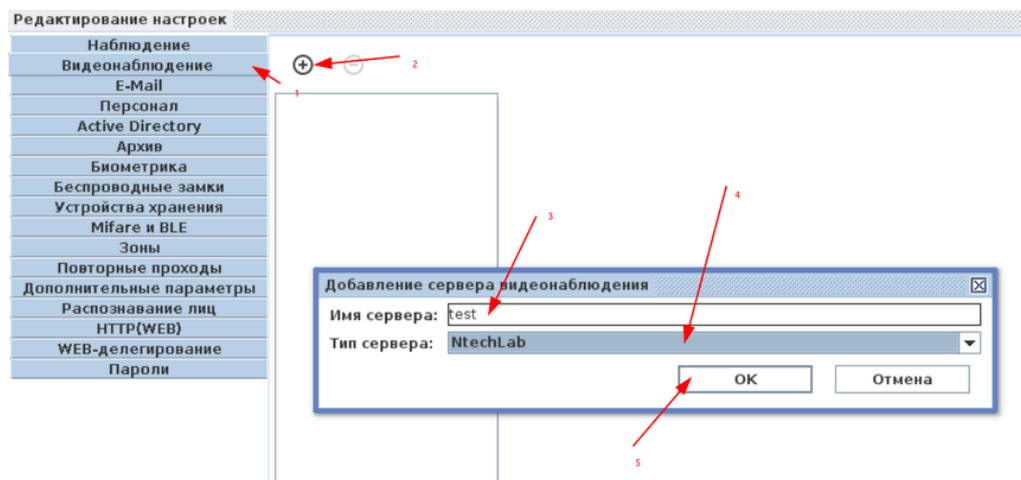 Редактирование настроек
Наблюдение
Видеонаблюдение
E-Mail
Персонал
Active Directory
Архив
Биометрика
Беспроводные замки
Устройства хранения
Mifare и BLE
Зоны
Повторные проходы
Дополнительные параметры
Распознавание лиц
HTTP(WEB)
WEB-делегирование
Пароли
1
2
3
4
Добавление сервера видеонаблюдения
Имя сервера: test
Тип сервера: NtechLab
OK Отмена
5